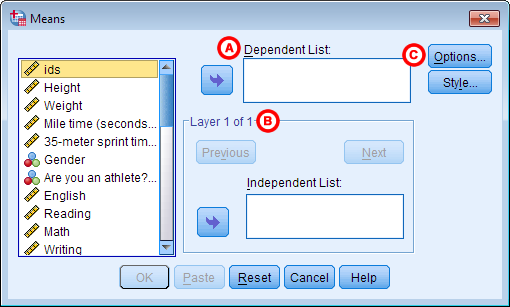 Means
A
Dependent List:
C
Options...
Style...
ids
Height
Weight
Mile time (seconds...
35-meter sprint tim...
Gender
Are you an athlete?...
English
Reading
Math
Writing
Layer 1 of 1
B
Previous
Next
Independent List:
OK
Paste
Reset
Cancel
Help